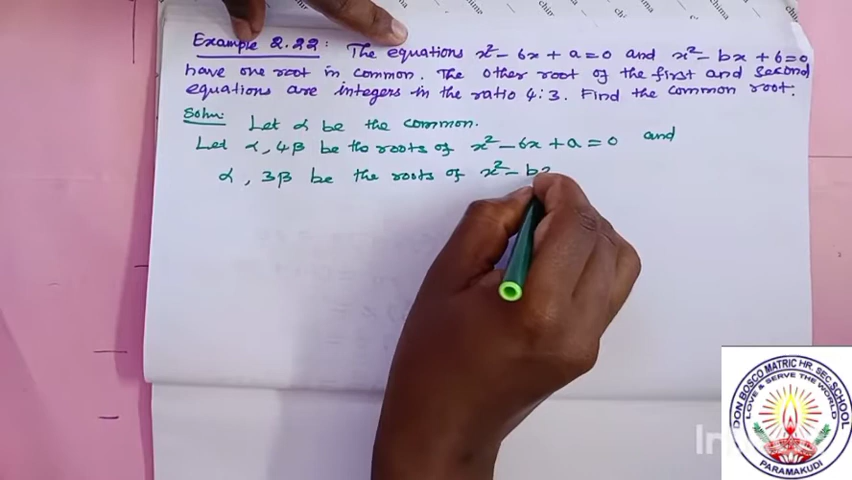 Example 2.22: The equations x² - 6x + a = 0 and x² - bx + 6 = 0
have one root in common. The other root of the first and second
equations are integers in the ratio 4:3. Find the common root.
Soln: Let α be the common.
Let α, 4β be the roots of x² - 6x + a = 0 and
α, 3β be the roots of x² - bx
DON BOSCO MATRIC HR. SEC SCHOOL
LOVE & SERVE THE WORLD
PARAMAKUDI